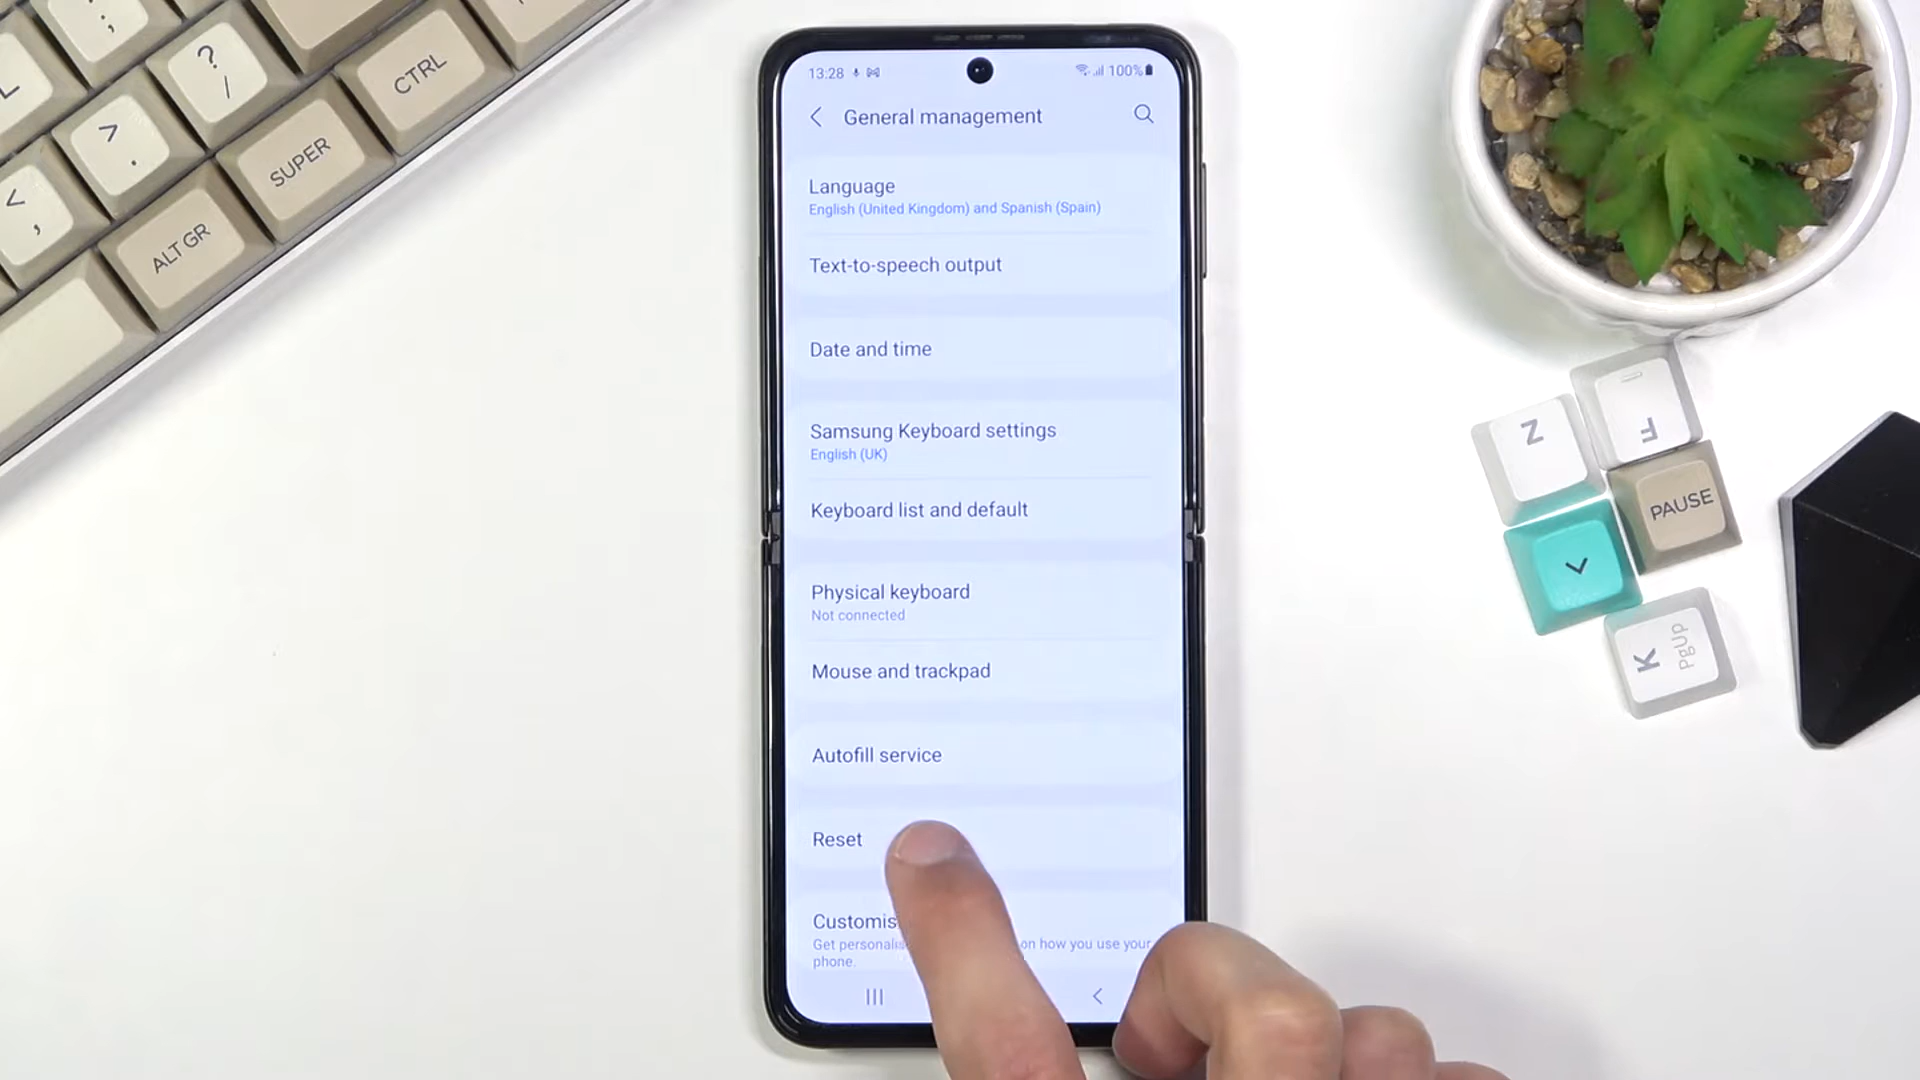 ? /
CTRL
> .
SUPER
< ,
ALT GR
;
:
13:28
100%
General management
Language
English (United Kingdom) and Spanish (Spain)
Text-to-speech output
Date and time
Samsung Keyboard settings
English (UK)
Keyboard list and default
Physical keyboard
Not connected
Mouse and trackpad
Autofill service
Reset
Get on how you use your
phone.
Z
F
PAUSE
K
PgUp